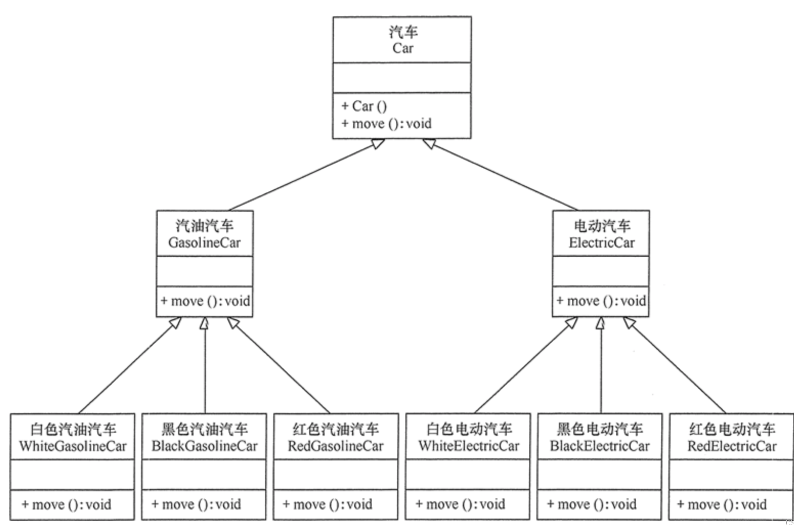 汽车
Car
+ Car ()
+ move (): void
汽油汽车
GasolineCar
+ move (): void
电动汽车
ElectricCar
+ move (): void
白色汽油汽车
WhiteGasolineCar
+ move (): void
黑色汽油汽车
BlackGasolineCar
+ move (): void
红色汽油汽车
RedGasolineCar
+ move (): void
白色电动汽车
WhiteElectricCar
+ move (): void
黑色电动汽车
BlackElectricCar
+ move (): void
红色电动汽车
RedElectricCar
+ move (): void